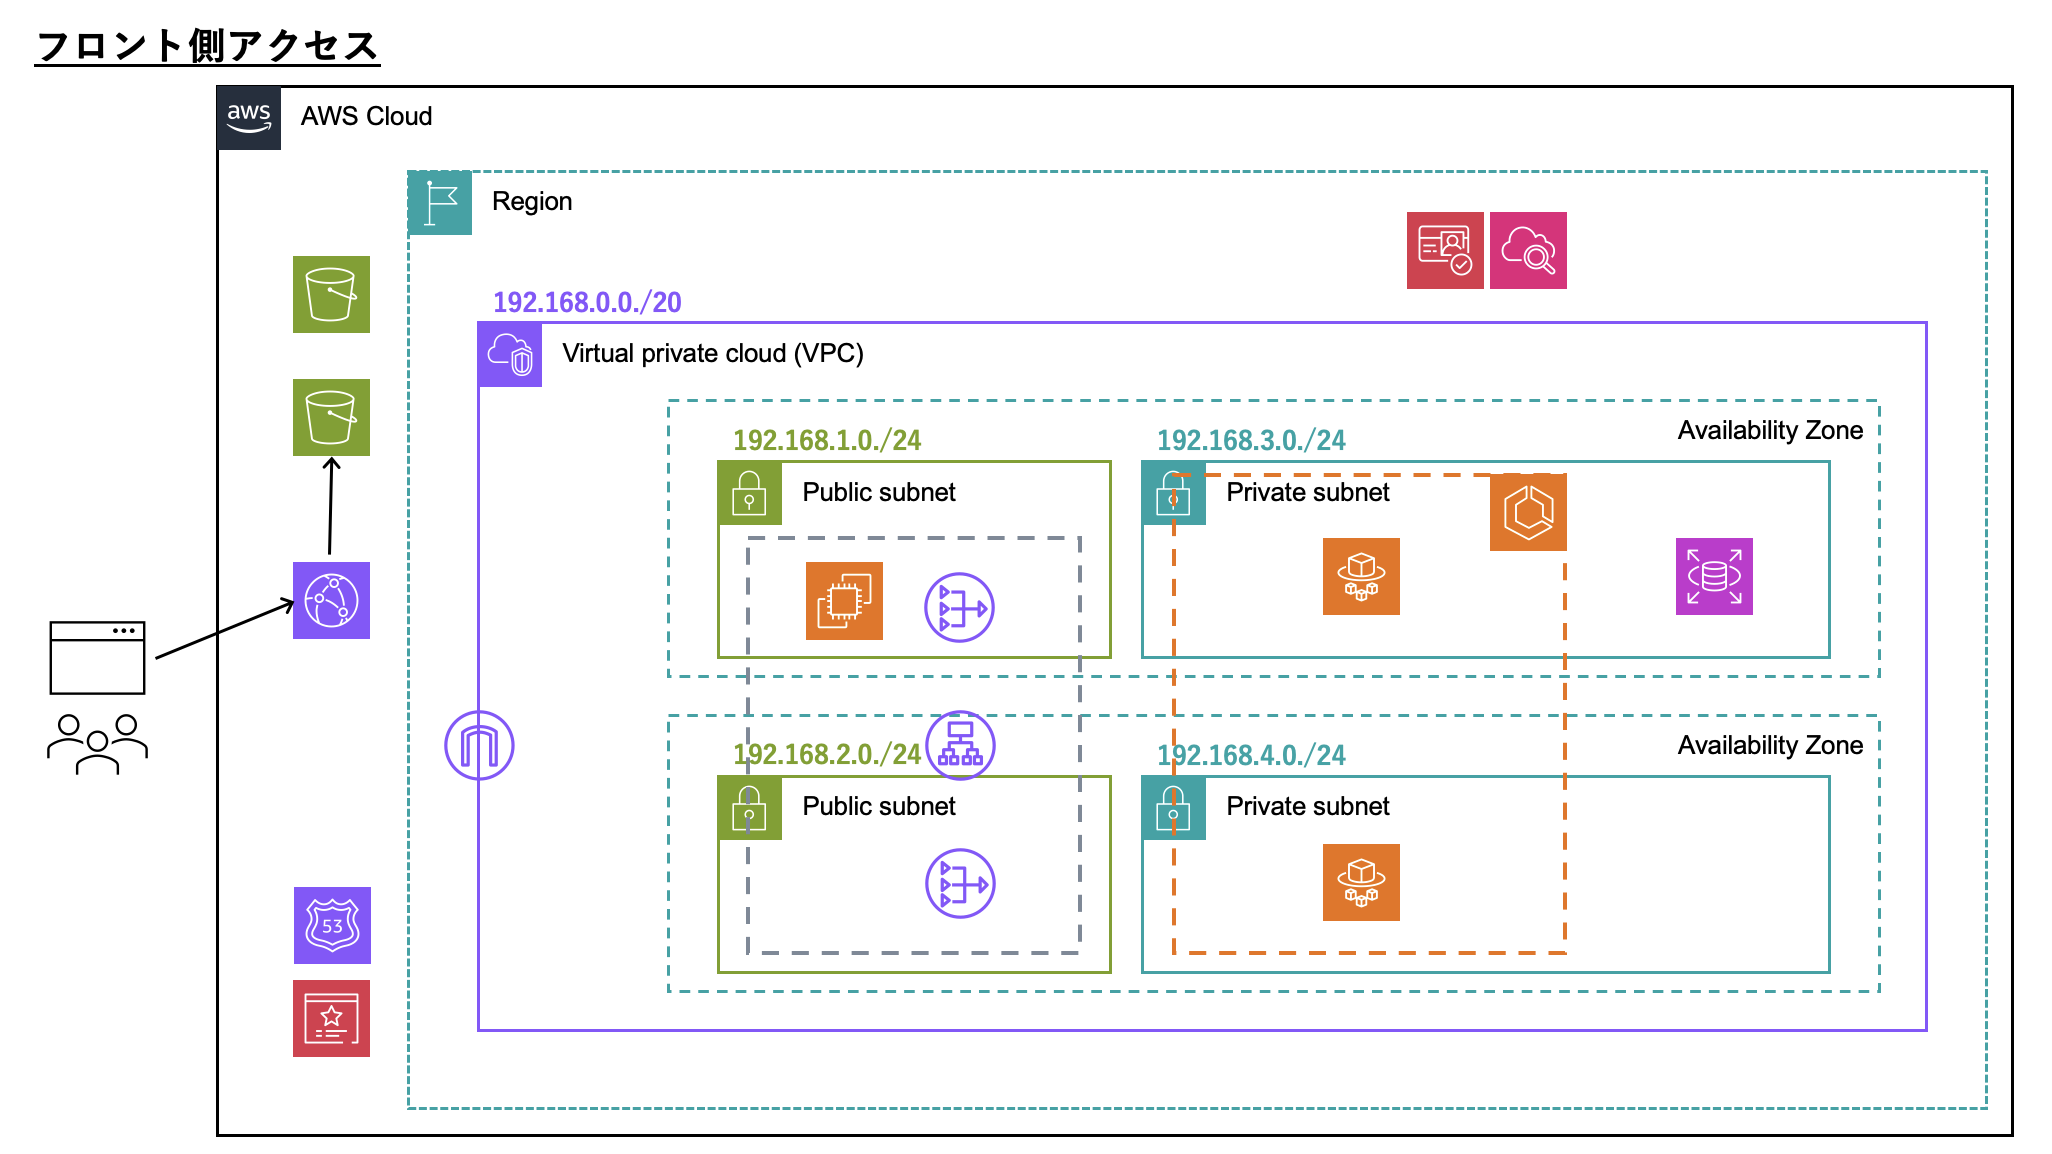 フロント側アクセス
aws
AWS Cloud
Region
192.168.0.0./20
Virtual private cloud (VPC)
Availability Zone
192.168.1.0./24
192.168.3.0./24
Public subnet
Private subnet
Availability Zone
192.168.2.0./24
192.168.4.0./24
Public subnet
Private subnet
53